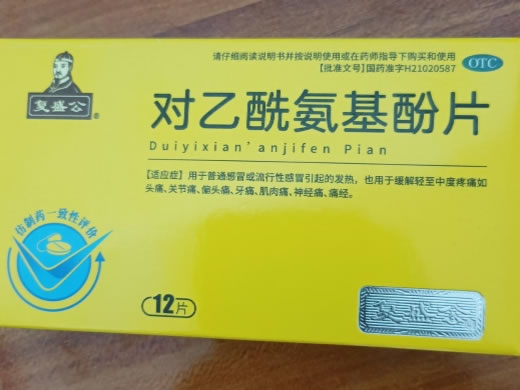 请仔细阅读说明书并按说明使用或在药师指导下购买和使用
【批准文号】国药准字H21020587
OTC
复盛公®
对乙酰氨基酚片
Duiyixian'anjifen Pian
【适应症】用于普通感冒或流行性感冒引起的发热，也用于缓解轻至中度疼痛如
头痛、关节痛、偏头痛、牙痛、肌肉痛、神经痛、痛经。
仿制药一致性评价
12片
复盛公